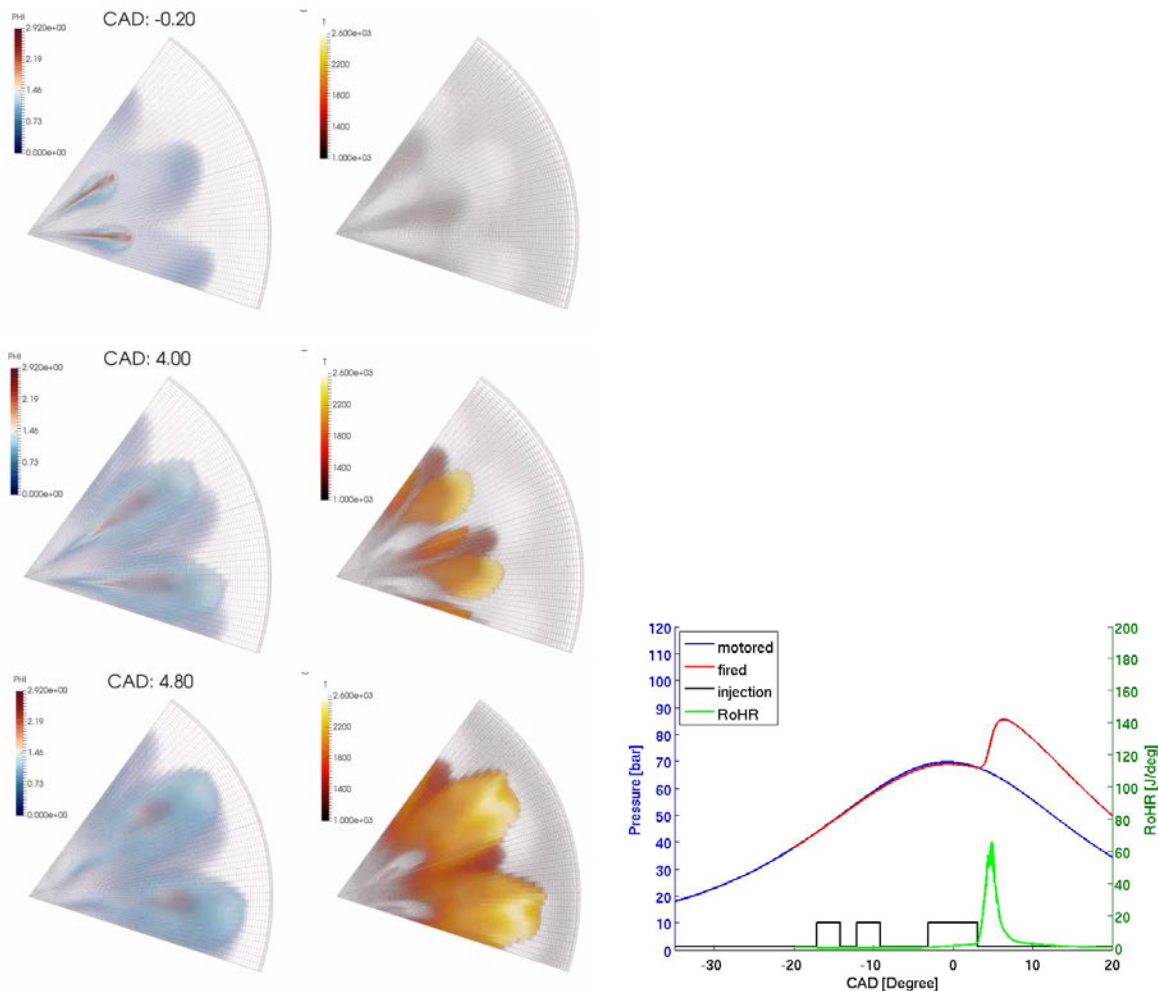 CAD: -0.20
PHI
2.920e+00
2.19
1.46
0.73
0.000e+00
T
2.600e+03
2200
1800
1400
1.000e+03
CAD: 4.00
PHI
2.920e+00
2.19
1.46
0.73
0.000e+00
T
2.600e+03
2200
1800
1400
1.000e+03
CAD: 4.80
PHI
2.920e+00
2.19
1.46
0.73
0.000e+00
T
2.600e+03
2200
1800
1400
1.000e+03
120
110
100
90
80
70
60
50
40
30
20
10
0
Pressure [bar]
motored
fired
injection
RoHR
200
180
160
140
120
100
80
60
40
20
0
RoHR [J/deg]
-30
-20
-10
0
10
20
CAD [Degree]